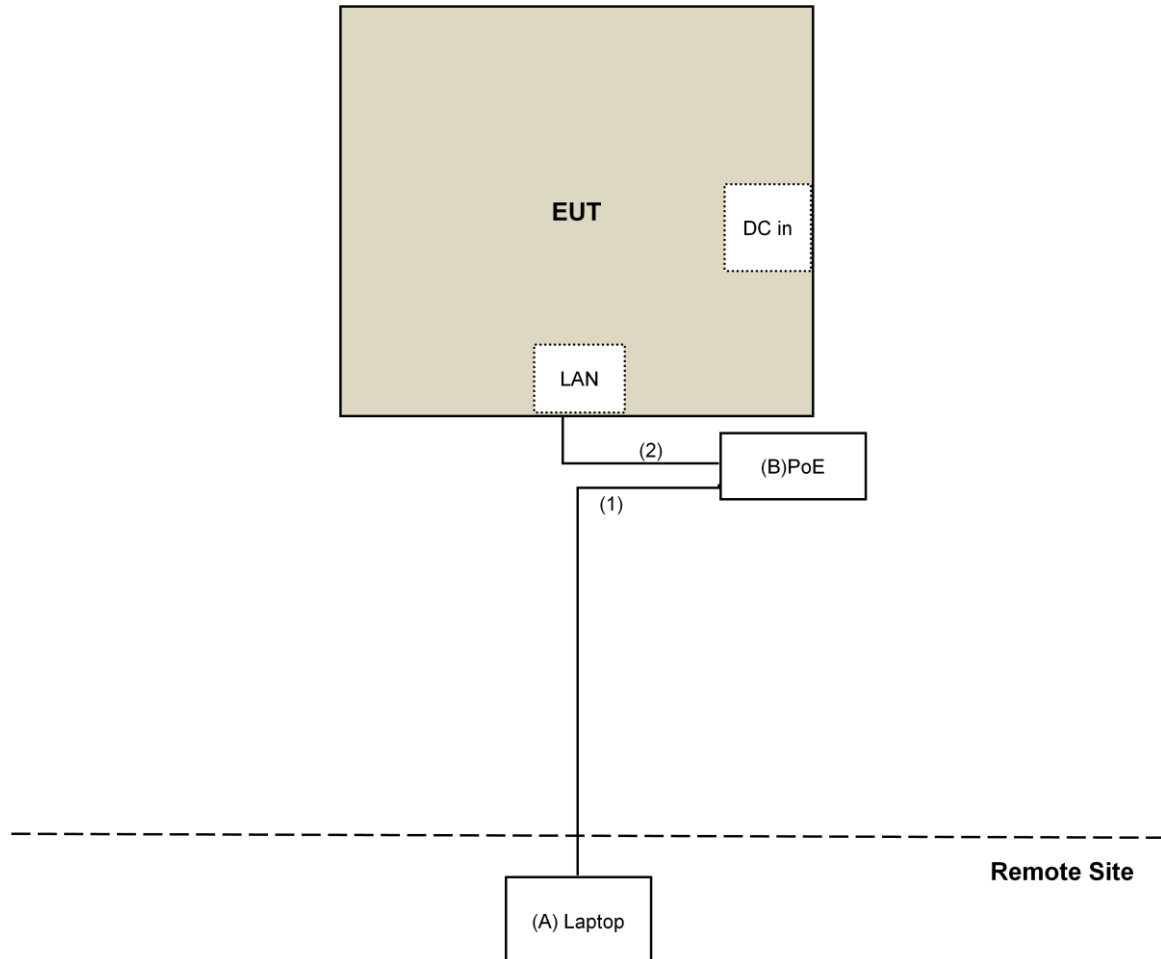 EUT
DC in
LAN
(2)
(B)PoE
(1)
Remote Site
(A) Laptop